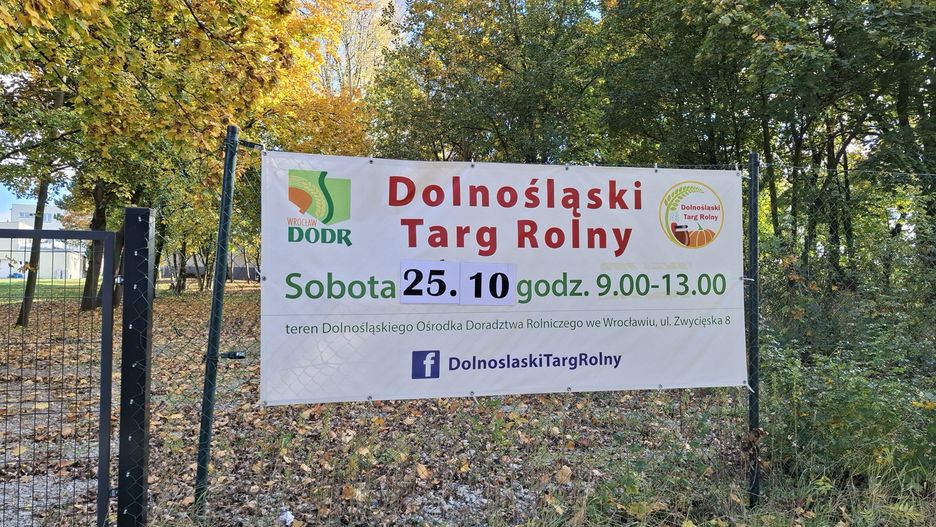 WROCŁAW
DODR
Dolnośląski
Targ Rolny
Dolnośląski
Targ Rolny
Sobota 25. 10 godz. 9.00-13.00
teren Dolnośląskiego Ośrodka Doradztwa Rolniczego we Wrocławiu, ul. Zwycięska 8
f DolnoslaskiTargRolny